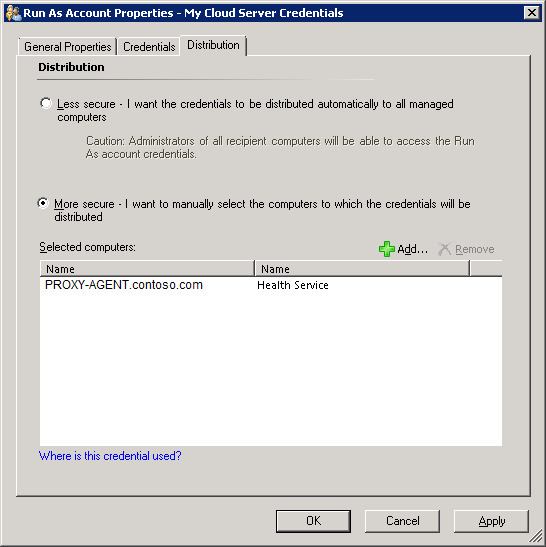 Run As Account Properties - My Cloud Server Credentials
General Properties Credentials Distribution
Distribution
Less secure - I want the credentials to be distributed automatically to all managed
computers
Caution: Administrators of all recipient computers will be able to access the Run
As account credentials.
More secure - I want to manually select the computers to which the credentials will be
distributed
Selected computers: Add... Remove
Name Name
PROXY-AGENT.contoso.com Health Service
Where is this credential used?
OK Cancel Apply